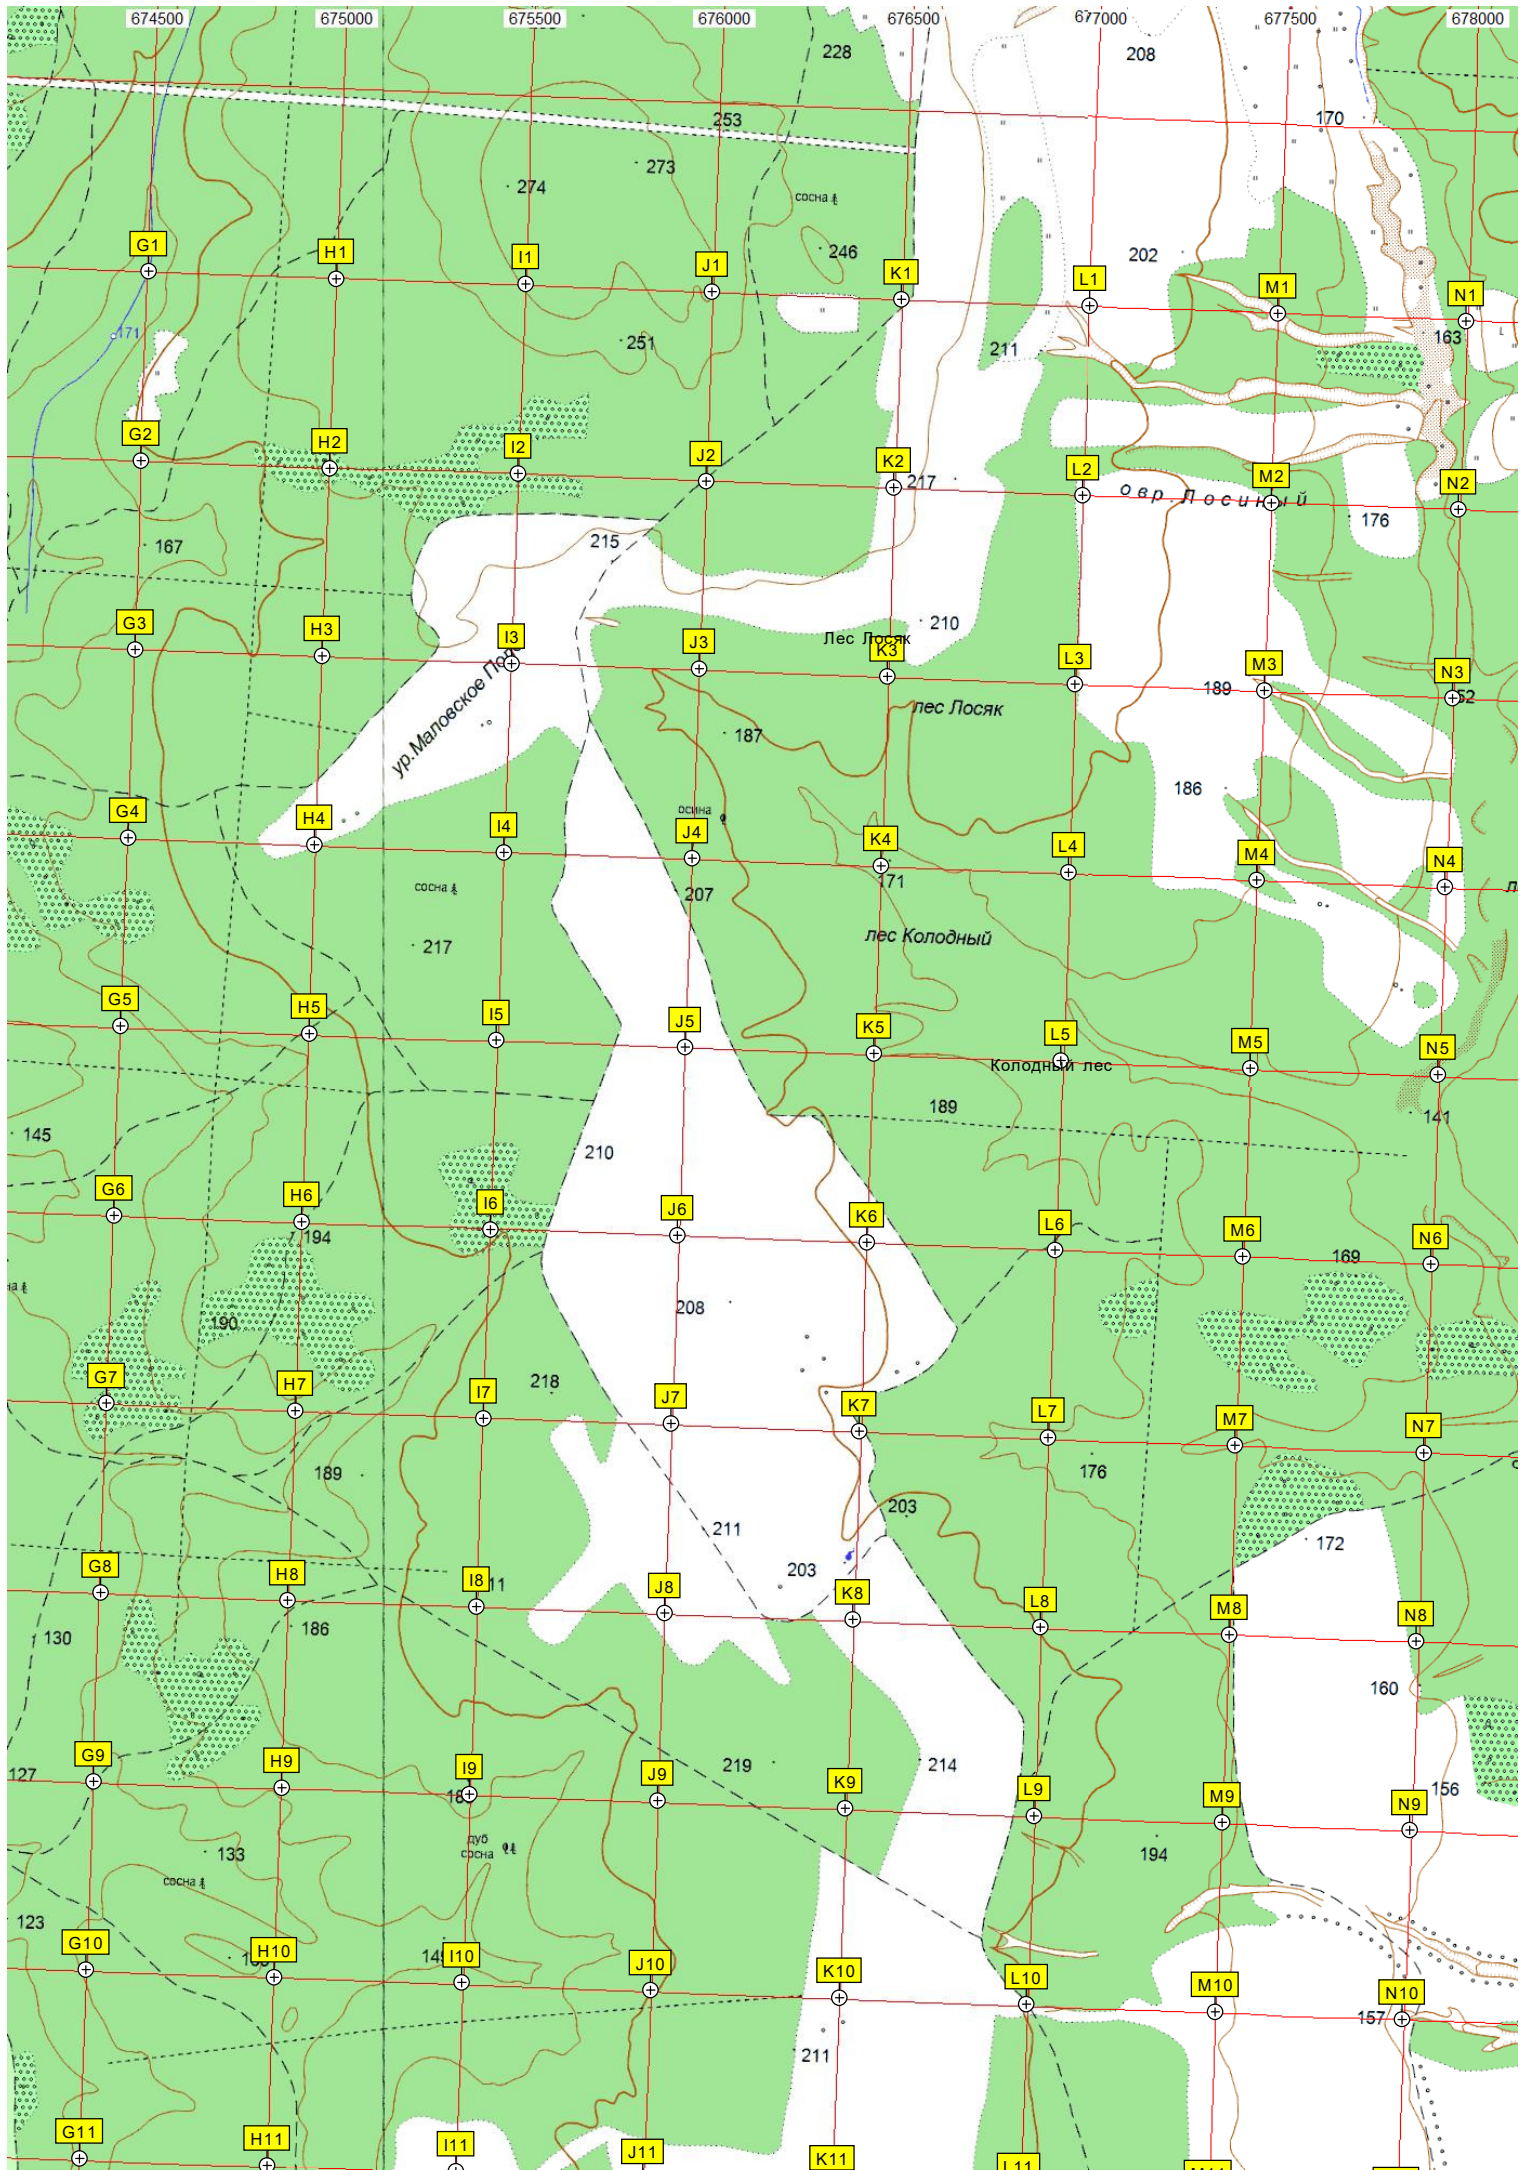 674500 675000 675500 676000 676500 677000 677500 678000
228 208
253 170
273
274
сосна
246 202
G1 H1 I1 J1 K1 L1 M1 N1
171 251 211 163
G2 H2 I2 J2 K2 L2 M2 N2
217 овр. Лосиный 176
167 215
210
Лес Лосяк
G3 H3 I3 J3 K3 L3 M3 N3
189
ур.Маловское Поле
187 лес Лосяк
186
осина
G4 H4 I4 J4 K4 L4 M4 N4
171
сосна 207
217 лес Колодный
G5 H5 I5 J5 K5 L5 M5 N5
Колодный лес
189 141
145 210
G6 H6 I6 J6 K6 L6 M6 N6
194 169
190 208
218
G7 H7 I7 J7 K7 L7 M7 N7
189 176
203
211 172
203
G8 H8 I8 J8 K8 L8 M8 N8
130 186
160
219 214
127 156
G9 H9 I9 J9 K9 L9 M9 N9
133 дуб
сосна 194
сосна
123
G10 H10 I10 J10 K10 L10 M10 N10
157
211
G11 H11 I11 J11 K11 L11